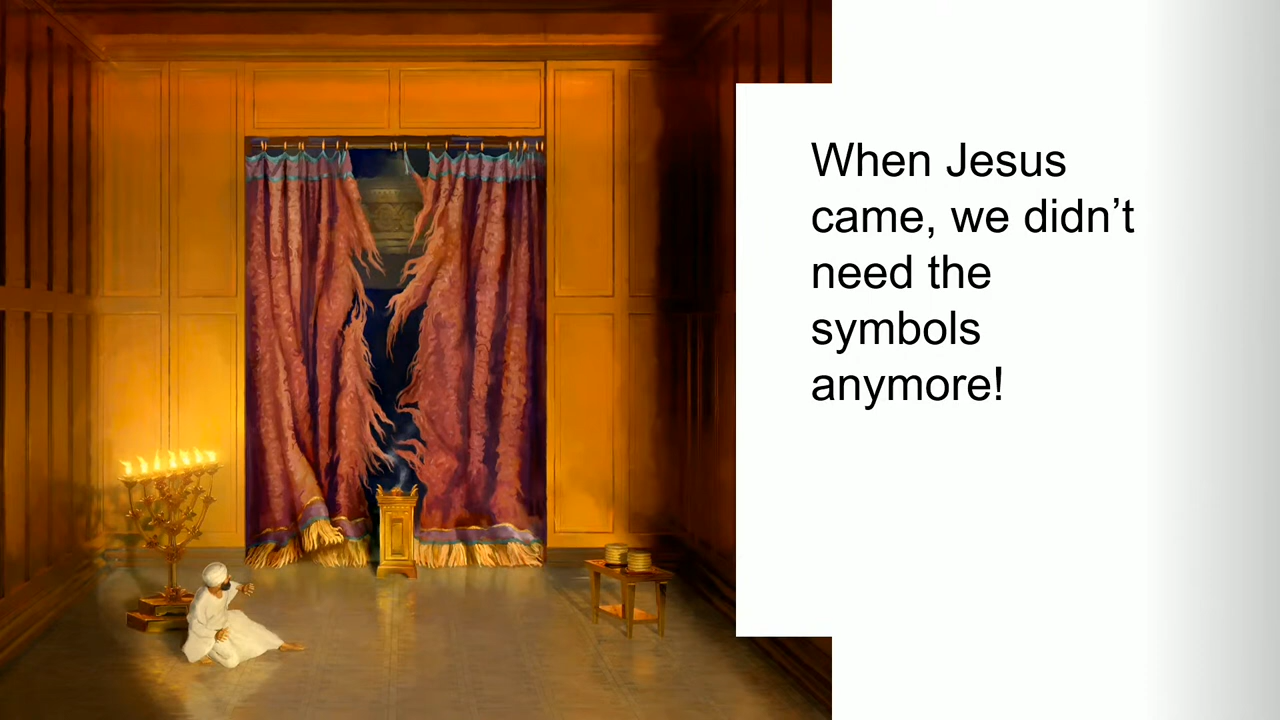 When Jesus
came, we didn’t
need the
symbols
anymore!